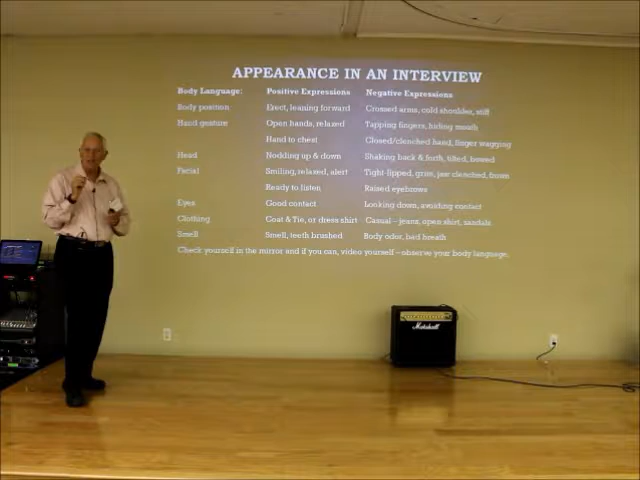 APPEARANCE IN AN INTERVIEW
Body Language: Positive Expressions Negative Expressions
Body position Erect, leaning forward Crossed arms, cold shoulder, stiff
Hand gesture Open hands, relaxed Tapping fingers, hiding mouth
Hand to chest Closed/clenched hand, finger wagging
Head Nodding up & down Shaking back & forth, tilted, bowed
Facial Smiling, relaxed, alert Tight-lipped, grim, jaw clenched, frown
Ready to listen Raised eyebrows
Eyes Good contact Looking down, avoiding contact
Clothing Coat & Tie, or dress shirt Casual – jeans, open shirt, sandals
Smell Smell, teeth brushed Body odor, bad breath
Check yourself in the mirror and if you can, video yourself – observe your body language.
Marshall